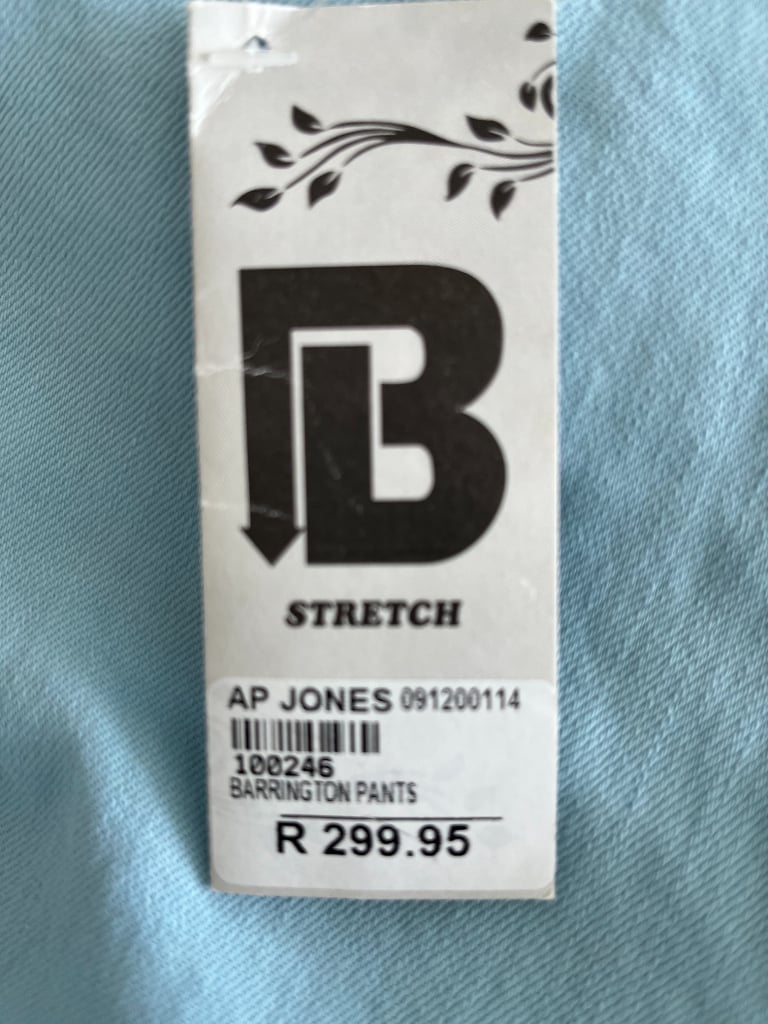 B
STRETCH
AP JONES 091200114
100246
BARRINGTON PANTS
R 299.95